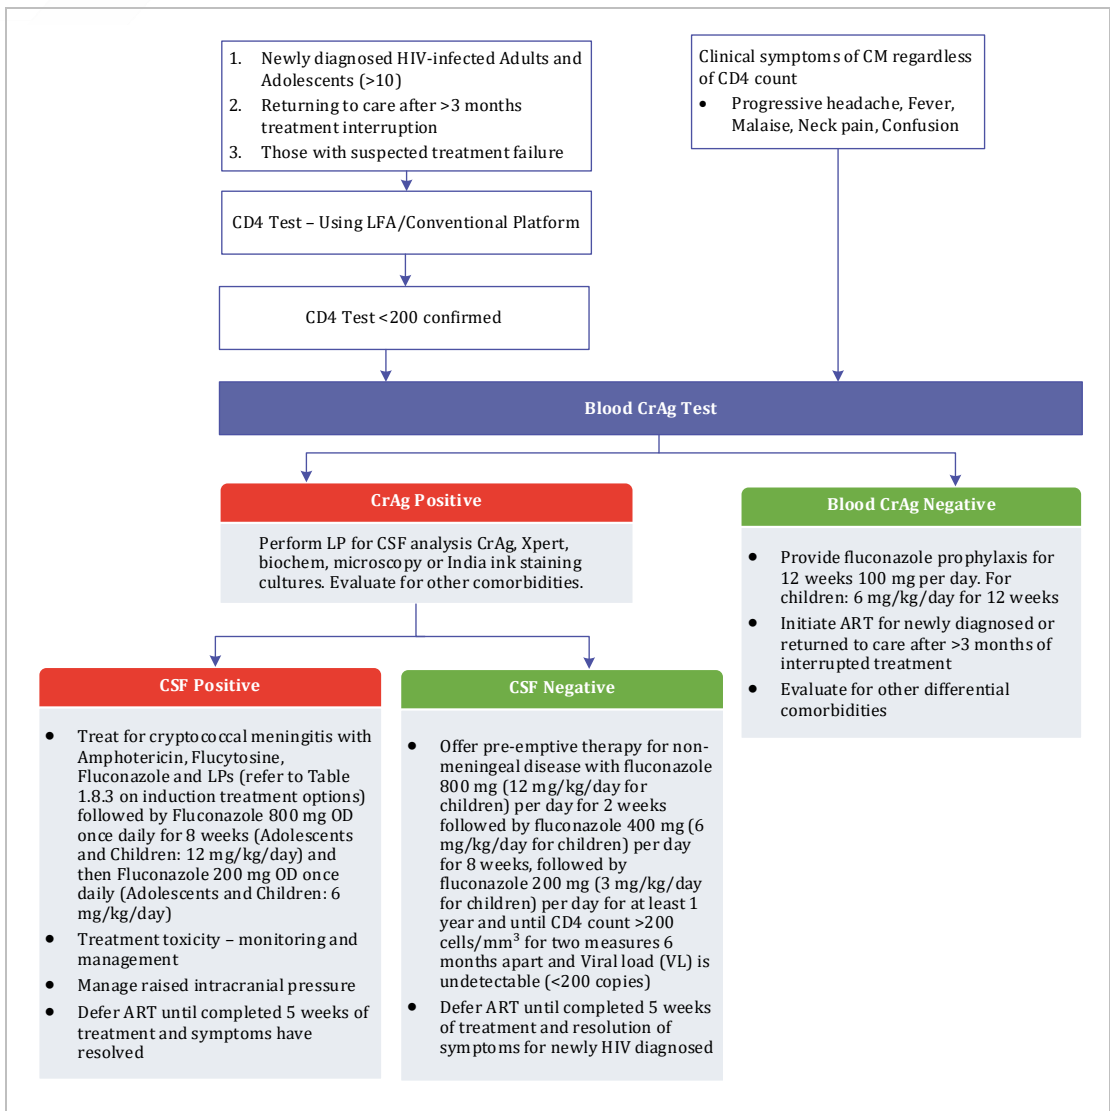 1. Newly diagnosed HIV-infected Adults and
Adolescents (>10)
2. Returning to care after >3 months
treatment interruption
3. Those with suspected treatment failure
Clinical symptoms of CM regardless
of CD4 count
• Progressive headache, Fever,
Malaise, Neck pain, Confusion
CD4 Test – Using LFA/Conventional Platform
CD4 Test <200 confirmed
Blood CrAg Test
CrAg Positive
Perform LP for CSF analysis CrAg, Xpert,
biochem, microscopy or India ink staining
cultures. Evaluate for other comorbidities.
Blood CrAg Negative
• Provide fluconazole prophylaxis for
12 weeks 100 mg per day. For
children: 6 mg/kg/day for 12 weeks
• Initiate ART for newly diagnosed or
returned to care after >3 months of
interrupted treatment
• Evaluate for other differential
comorbidities
CSF Positive
• Treat for cryptococcal meningitis with
Amphotericin, Flucytosine,
Fluconazole and LPs (refer to Table
1.8.3 on induction treatment options)
followed by Fluconazole 800 mg OD
once daily for 8 weeks (Adolescents
and Children: 12 mg/kg/day) and
then Fluconazole 200 mg OD once
daily (Adolescents and Children: 6
mg/kg/day)
• Treatment toxicity – monitoring and
management
• Manage raised intracranial pressure
• Defer ART until completed 5 weeks of
treatment and symptoms have
resolved
CSF Negative
• Offer pre-emptive therapy for non-
meningeal disease with fluconazole
800 mg (12 mg/kg/day for
children) per day for 2 weeks
followed by fluconazole 400 mg (6
mg/kg/day for children) per day
for 8 weeks, followed by
fluconazole 200 mg (3 mg/kg/day
for children) per day for at least 1
year and until CD4 count >200
cells/mm³ for two measures 6
months apart and Viral load (VL) is
undetectable (<200 copies)
• Defer ART until completed 5 weeks
of treatment and resolution of
symptoms for newly HIV diagnosed